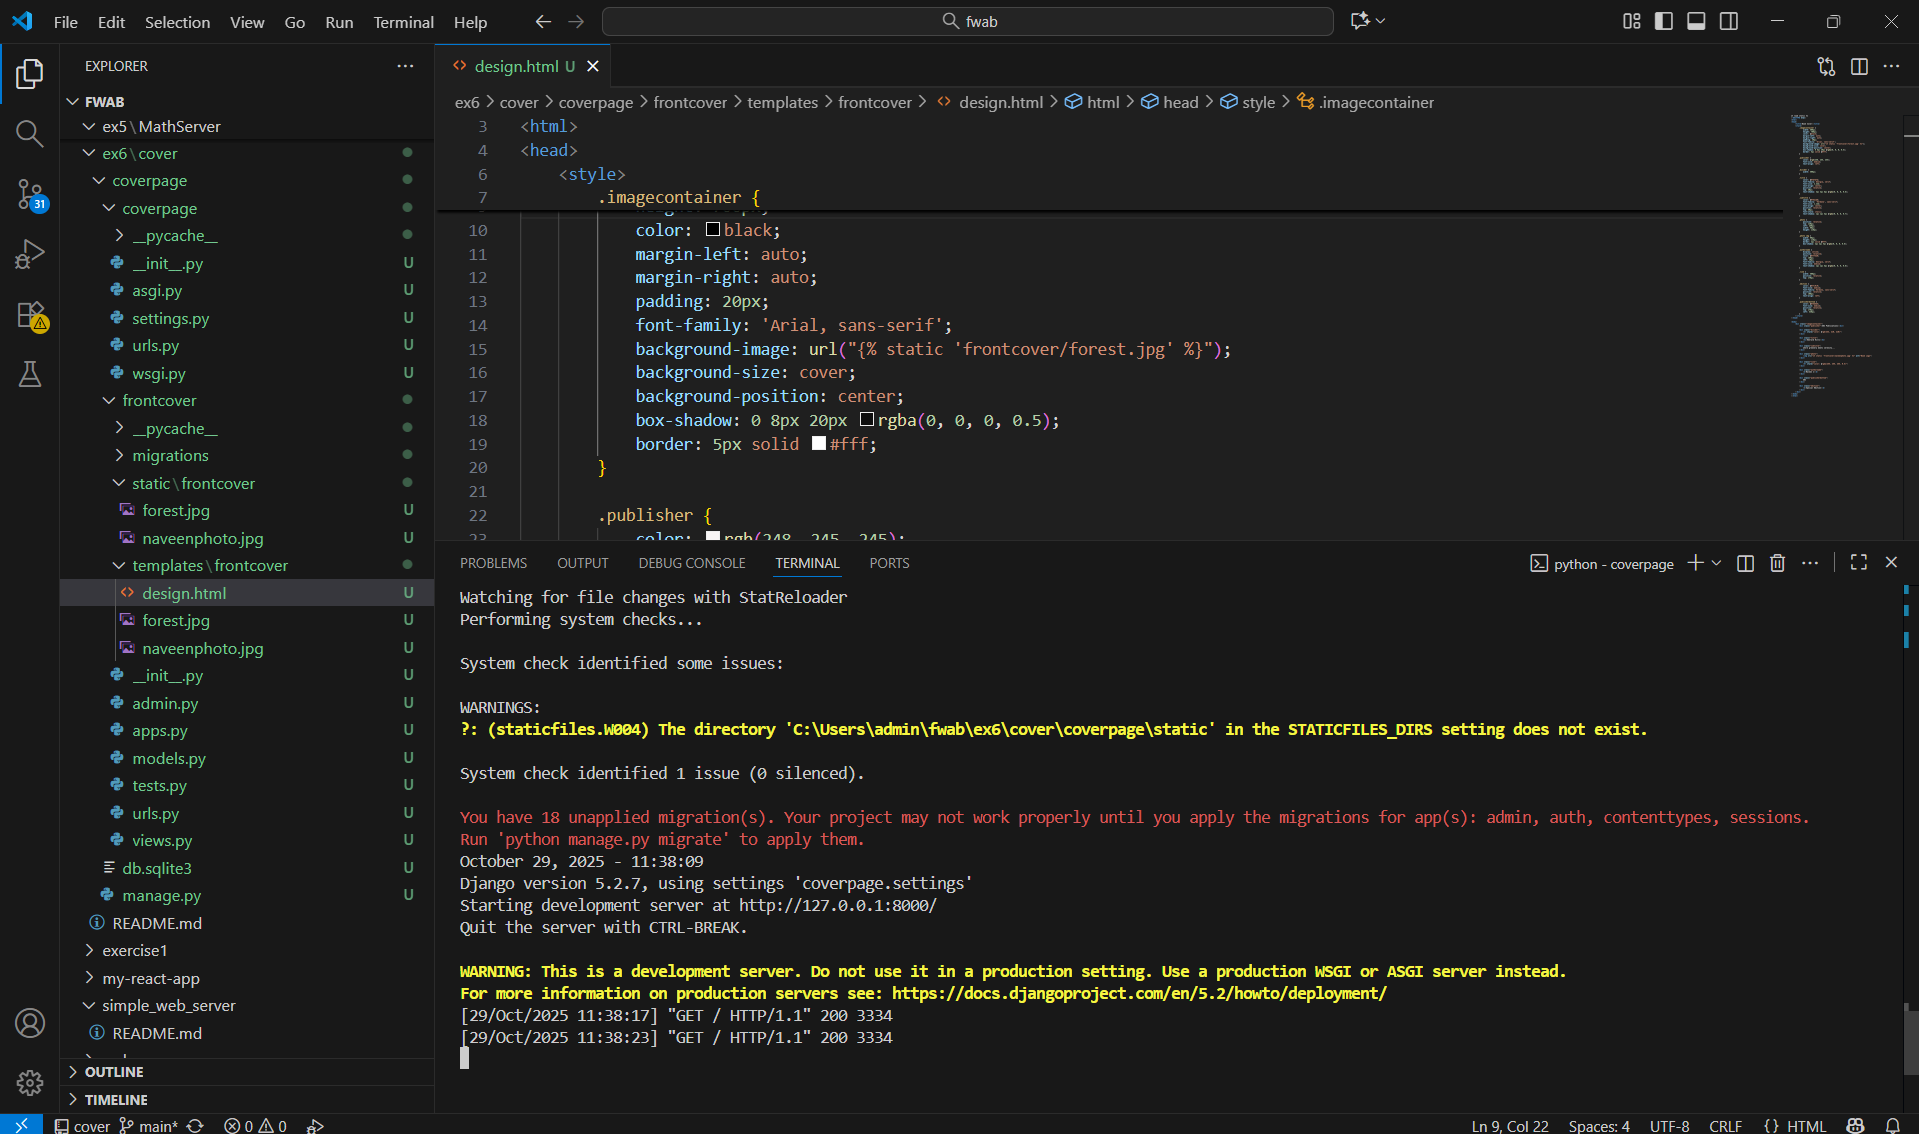 File Edit Selection View Go Run Terminal Help
fwab
EXPLORER
FWAB
ex5\MathServer
ex6\cover
coverpage
coverpage
__pycache__
__init__.py U
asgi.py U
settings.py U
urls.py U
wsgi.py U
frontcover
__pycache__
migrations
static\frontcover
forest.jpg U
naveenphoto.jpg U
templates\frontcover
design.html U
forest.jpg U
naveenphoto.jpg U
__init__.py U
admin.py U
apps.py U
models.py U
tests.py U
urls.py U
views.py U
db.sqlite3 U
manage.py U
README.md
exercise1
my-react-app
simple_web_server
README.md
OUTLINE
TIMELINE
31
design.html U
ex6 > cover > coverpage > frontcover > templates > frontcover > design.html > html > head > style > .imagecontainer
3 <html>
4 <head>
6 <style>
7 .imagecontainer {
10 color: black;
11 margin-left: auto;
12 margin-right: auto;
13 padding: 20px;
14 font-family: 'Arial, sans-serif';
15 background-image: url("{% static 'frontcover/forest.jpg' %}");
16 background-size: cover;
17 background-position: center;
18 box-shadow: 0 8px 20px rgba(0, 0, 0, 0.5);
19 border: 5px solid #fff;
20 }
21
22 .publisher {
23 color: rgb(248, 245, 245);
PROBLEMS OUTPUT DEBUG CONSOLE TERMINAL PORTS
python - coverpage
Watching for file changes with StatReloader
Performing system checks...
System check identified some issues:
WARNINGS:
?: (staticfiles.W004) The directory 'C:\Users\admin\fwab\ex6\cover\coverpage\static' in the STATICFILES_DIRS setting does not exist.
System check identified 1 issue (0 silenced).
You have 18 unapplied migration(s). Your project may not work properly until you apply the migrations for app(s): admin, auth, contenttypes, sessions.
Run 'python manage.py migrate' to apply them.
October 29, 2025 - 11:38:09
Django version 5.2.7, using settings 'coverpage.settings'
Starting development server at http://127.0.0.1:8000/
Quit the server with CTRL-BREAK.
WARNING: This is a development server. Do not use it in a production setting. Use a production WSGI or ASGI server instead.
For more information on production servers see: https://docs.djangoproject.com/en/5.2/howto/deployment/
[29/Oct/2025 11:38:17] "GET / HTTP/1.1" 200 3334
[29/Oct/2025 11:38:23] "GET / HTTP/1.1" 200 3334
cover main* 0 0
Ln 9, Col 22 Spaces: 4 UTF-8 CRLF {} HTML